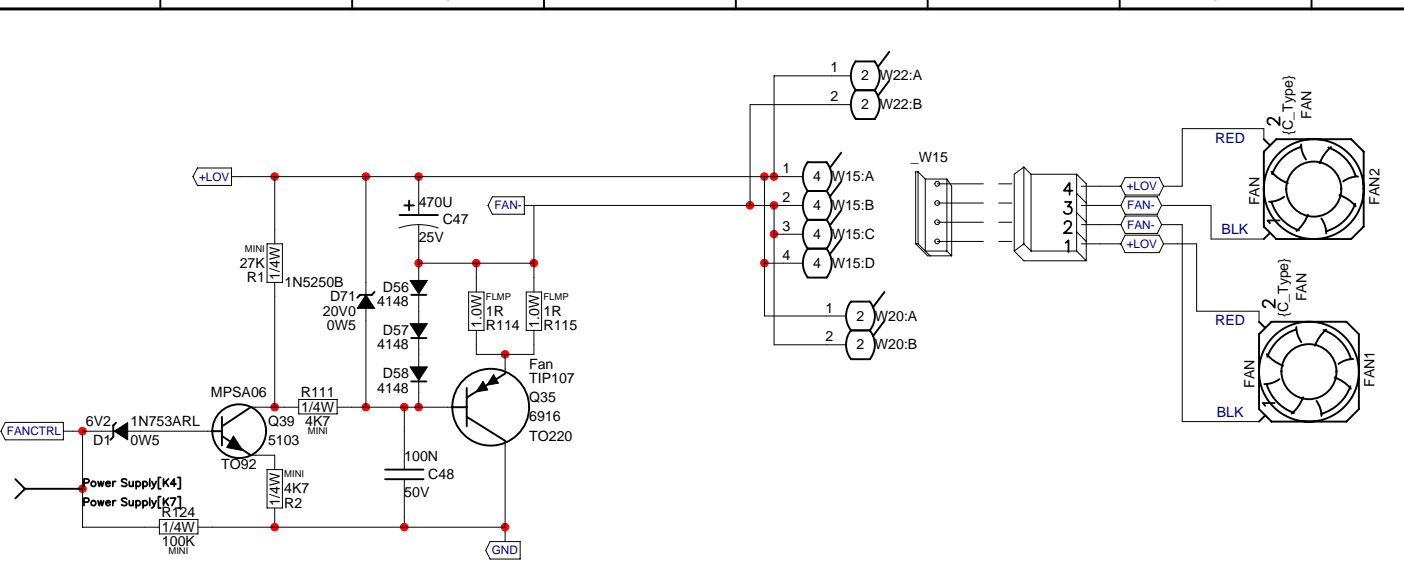 1
2
W22:A
2
2
W22:B
_W15
{C_Type}
FAN
2
RED
FAN
FAN2
1
BLK
+LOV
1
4
W15:A
FAN-
2
4
W15:B
3
4
W15:C
4
4
W15:D
4
3
2
1
+LOV
FAN-
FAN-
+LOV
+
470U
C47
25V
MINI
27K
R1
1/4W
1N5250B
D71
20V0
0W5
D56
4148
D57
4148
D58
4148
FLMP
1R
R114
1.0W
FLMP
1R
R115
1.0W
1
2
W20:A
2
2
W20:B
{C_Type}
FAN
2
RED
FAN
FAN1
1
BLK
Fan
TIP107
Q35
6916
TO220
MPSA06
Q39
5103
TO92
R111
1/4W
4K7
MINI
FANCTRL
6V2
D1
1N753ARL
0W5
MINI
4K7
R2
1/4W
100N
C48
50V
Power Supply[K4]
Power Supply[K7]
R124
1/4W
100K
MINI
GND